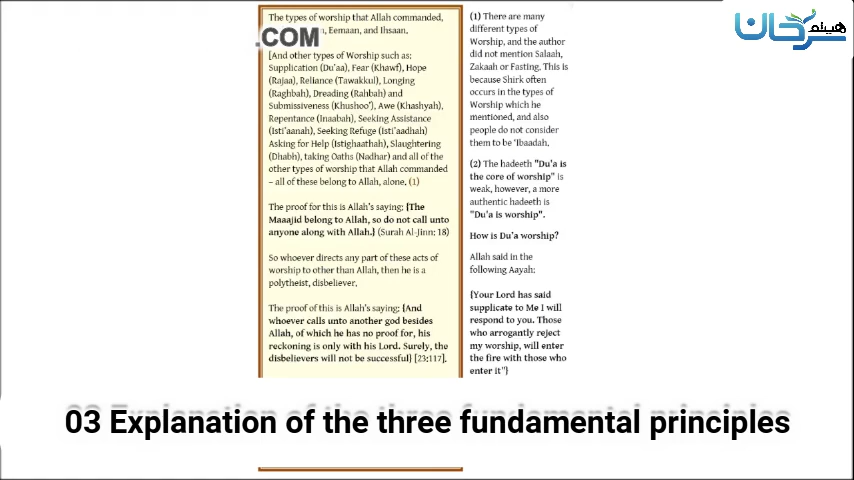 The types of worship that Allah commanded,
, Eemaan, and Ihsaan.
.COM
[And other types of Worship such as:
Supplication (Du'aa), Fear (Khawf), Hope
(Rajaa), Reliance (Tawakkul), Longing
(Raghbah), Dreading (Rahbah) and
Submissiveness (Khushoo'), Awe (Khashyah),
Repentance (Inaabah), Seeking Assistance
(Isti'aanah), Seeking Refuge (Isti'aadhah)
Asking for Help (Istighaathah), Slaughtering
(Dhabh), taking Oaths (Nadhar) and all of the
other types of worship that Allah commanded
– all of these belong to Allah, alone. (1)
The proof for this is Allah's saying: {The
Maaajid belong to Allah, so do not call unto
anyone along with Allah.} (Surah Al-Jinn: 18)
So whoever directs any part of these acts of
worship to other than Allah, then he is a
polytheist, disbeliever.
The proof of this is Allah's saying: {And
whoever calls unto another god besides
Allah, of which he has no proof for, his
reckoning is only with his Lord. Surely, the
disbelievers will not be successful} [23:117].
(1) There are many
different types of
Worship, and the author
did not mention Salaah,
Zakaah or Fasting. This is
because Shirk often
occurs in the types of
Worship which he
mentioned, and also
people do not consider
them to be 'Ibaadah.
(2) The hadeeth "Du'a is
the core of worship" is
weak, however, a more
authentic hadeeth is
"Du'a is worship".
How is Du'a worship?
Allah said in the
following Aayah:
{Your Lord has said
supplicate to Me I will
respond to you. Those
who arrogantly reject
my worship, will enter
the fire with those who
enter it"}
هيثم
سرحان
03 Explanation of the three fundamental principles